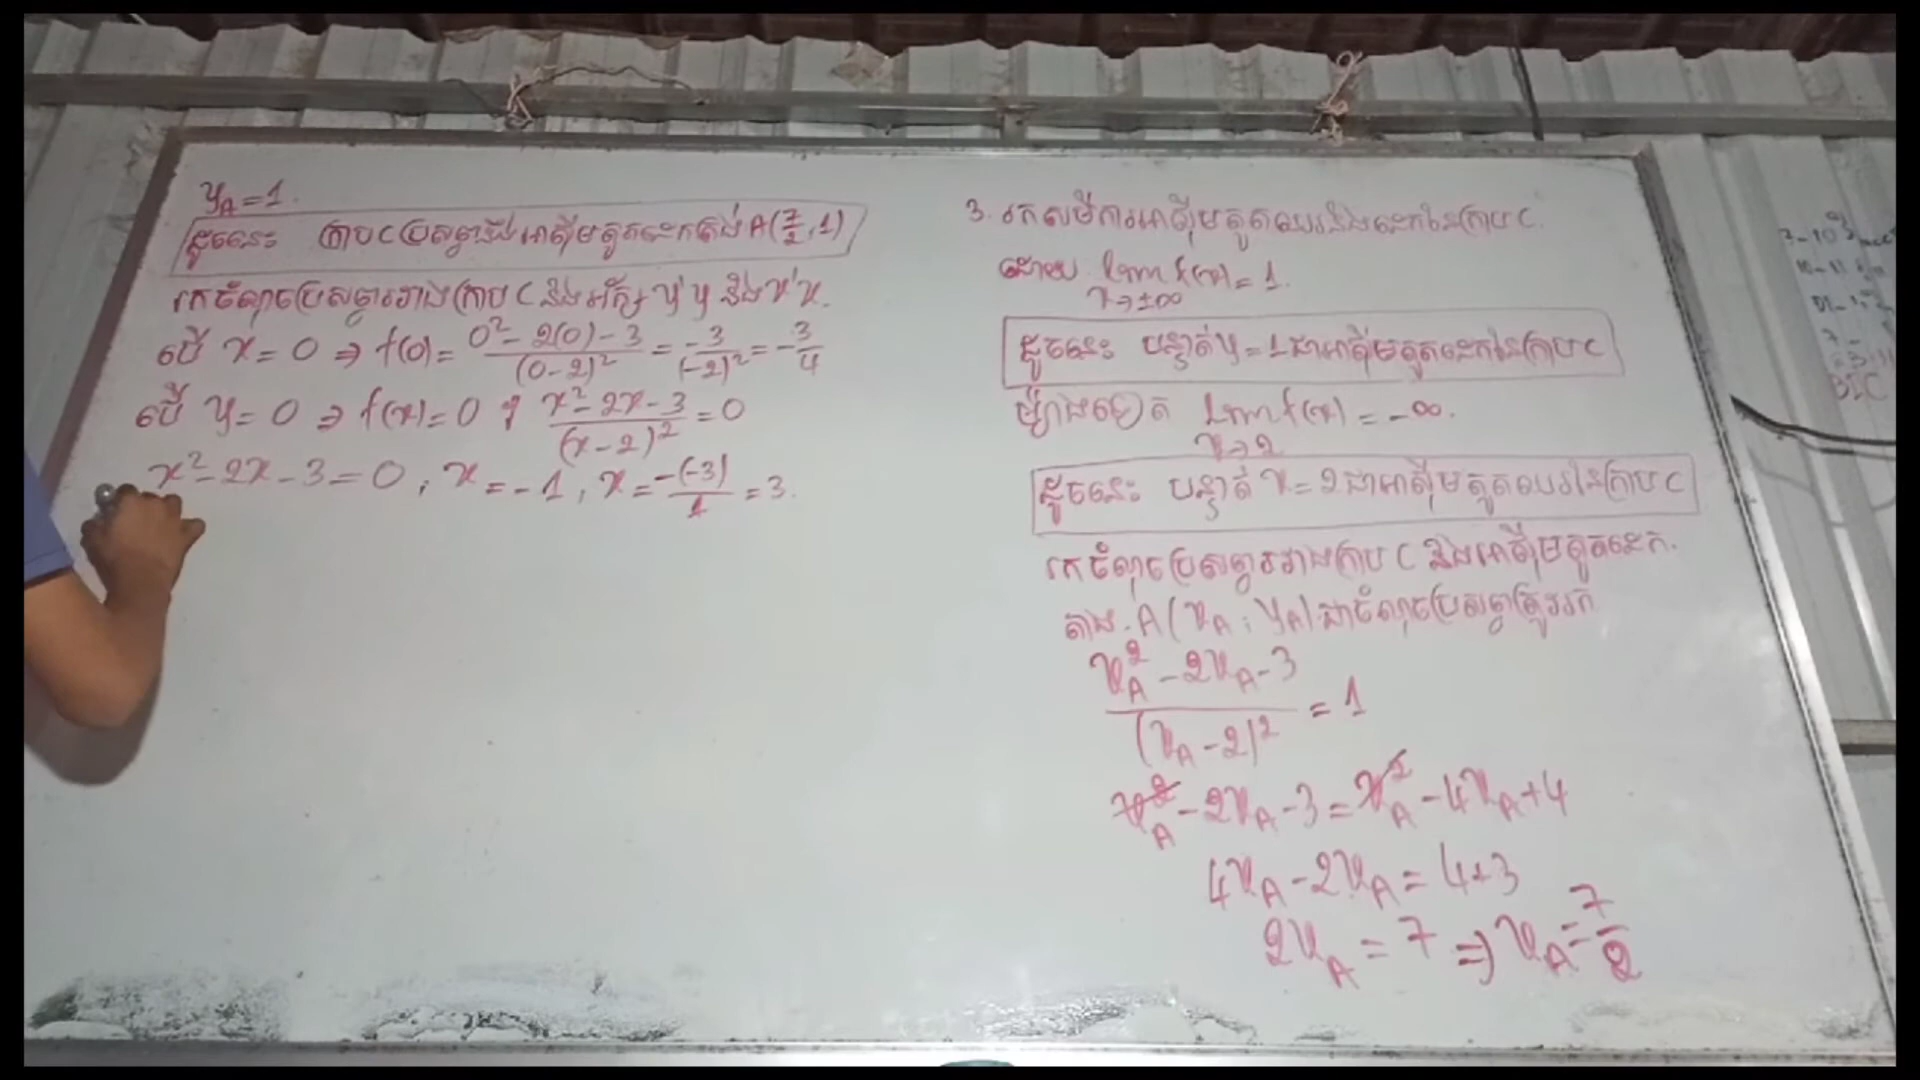 y_A = 1.
ដូចនេះ ក្រាប C ប្រសព្វនឹងអាស៊ីមតូតដេកត្រង់ A(7/2, 1)
រកចំណុចប្រសព្វរវាងក្រាប C និងអ័ក្ស y'y និង x'x.
បើ x = 0 ⇒ f(0) = (0² - 2(0) - 3)/(0-2)² = -3/(-2)² = -3/4
បើ y = 0 ⇒ f(x) = 0 ឬ (x² - 2x - 3)/(x-2)² = 0
x² - 2x - 3 = 0 , x = -1 , x = -(-3)/1 = 3.
3. រកសមីការអាស៊ីមតូតឈរនិងដេកនៃក្រាប C.
ដោយ lim f(x) = 1.
x→±∞
ដូចនេះ បន្ទាត់ y = 1 ជាអាស៊ីមតូតដេកនៃក្រាប C
ម៉្យាងទៀត lim f(x) = -∞.
x→2
ដូចនេះ បន្ទាត់ x = 2 ជាអាស៊ីមតូតឈរនៃក្រាប C
រកចំណុចប្រសព្វរវាងក្រាប C និងអាស៊ីមតូតដេក.
តាង A(x_A ; y_A) ជាចំណុចប្រសព្វត្រូវរក
(x_A² - 2x_A - 3)/(x_A - 2)² = 1
x_A² - 2x_A - 3 = x_A² - 4x_A + 4
4x_A - 2x_A = 4+3
2x_A = 7 ⇒ x_A = 7/2